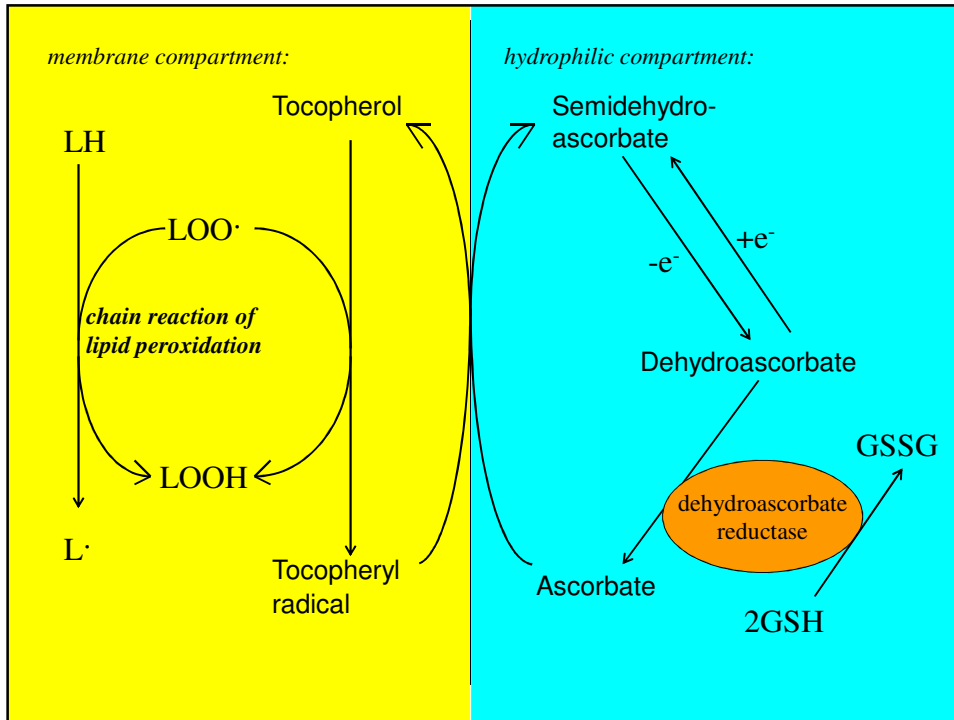 membrane compartment:
hydrophilic compartment:
Tocopherol
Semidehydro-
ascorbate
LH
LOO·
-e-
+e-
chain reaction of
lipid peroxidation
Dehydroascorbate
GSSG
LOOH
dehydroascorbate
reductase
L·
Tocopheryl
radical
Ascorbate
2GSH